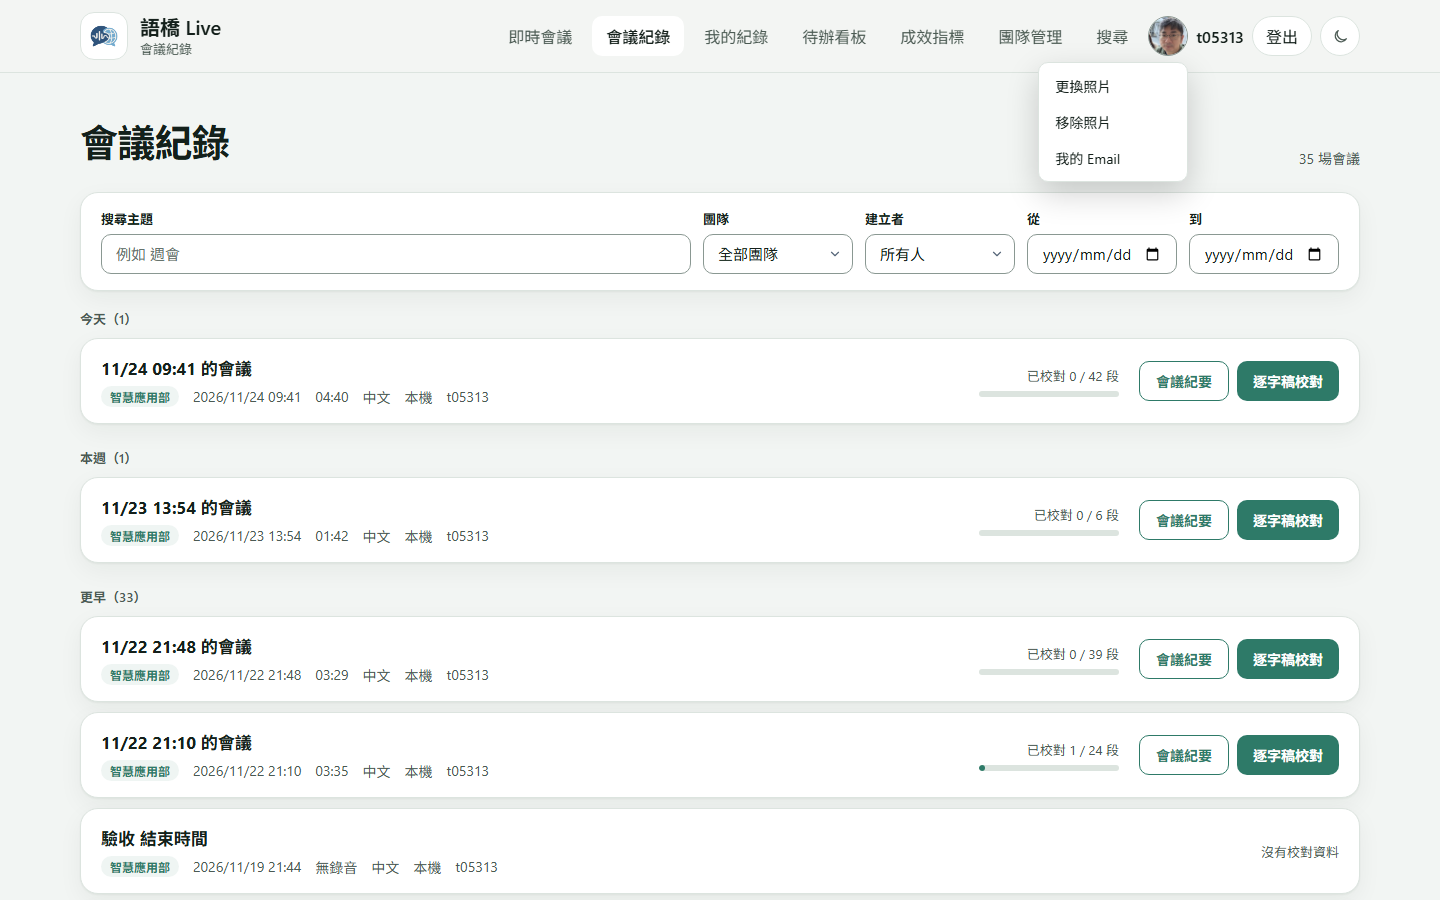 語橋 Live
會議紀錄
即時會議 會議紀錄 我的紀錄 待辦看板 成效指標 團隊管理 搜尋 t05313 登出
更換照片
移除照片
我的 Email
會議紀錄
35 場會議
搜尋主題 團隊 建立者 從 到
例如 週會 全部團隊 所有人 yyyy/mm/dd yyyy/mm/dd
今天（1）
11/24 09:41 的會議
智慧應用部 2026/11/24 09:41 04:40 中文 本機 t05313
已校對 0 / 42 段
會議紀要 逐字稿校對
本週（1）
11/23 13:54 的會議
智慧應用部 2026/11/23 13:54 01:42 中文 本機 t05313
已校對 0 / 6 段
會議紀要 逐字稿校對
更早（33）
11/22 21:48 的會議
智慧應用部 2026/11/22 21:48 03:29 中文 本機 t05313
已校對 0 / 39 段
會議紀要 逐字稿校對
11/22 21:10 的會議
智慧應用部 2026/11/22 21:10 03:35 中文 本機 t05313
已校對 1 / 24 段
會議紀要 逐字稿校對
驗收 結束時間
智慧應用部 2026/11/19 21:44 無錄音 中文 本機 t05313
沒有校對資料